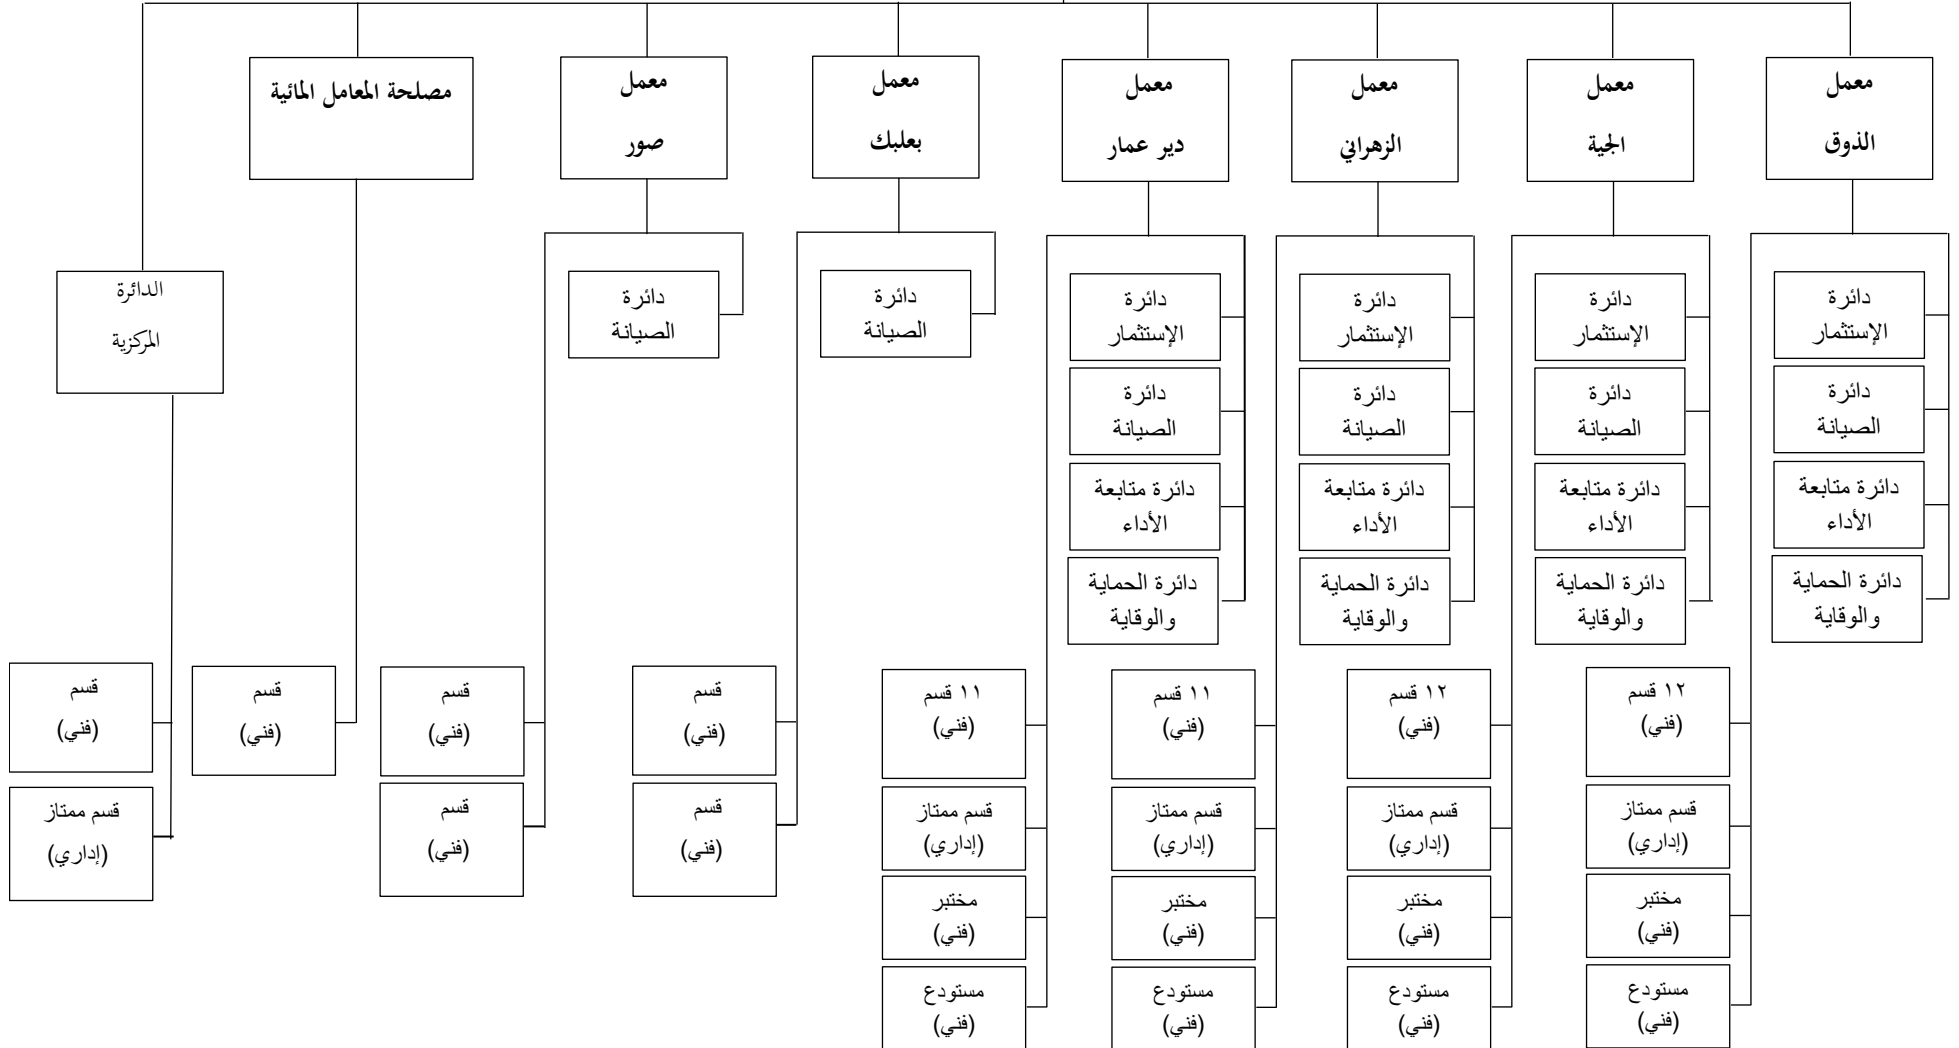 معمل
الذوق
معمل
الجية
معمل
الزهراني
معمل
دير عمار
معمل
بعلبك
معمل
صور
مصلحة المعامل المائية
الدائرة
المركزية
دائرة
الإستثمار
دائرة
الصيانة
دائرة متابعة
الأداء
دائرة الحماية
والوقاية
دائرة
الإستثمار
دائرة
الصيانة
دائرة متابعة
الأداء
دائرة الحماية
والوقاية
دائرة
الإستثمار
دائرة
الصيانة
دائرة متابعة
الأداء
دائرة الحماية
والوقاية
دائرة
الإستثمار
دائرة
الصيانة
دائرة متابعة
الأداء
دائرة الحماية
والوقاية
دائرة
الصيانة
دائرة
الصيانة
١٢ قسم
(فني)
قسم ممتاز
(إداري)
مختبر
(فني)
مستودع
(فني)
١٢ قسم
(فني)
قسم ممتاز
(إداري)
مختبر
(فني)
مستودع
(فني)
١١ قسم
(فني)
قسم ممتاز
(إداري)
مختبر
(فني)
مستودع
(فني)
١١ قسم
(فني)
قسم ممتاز
(إداري)
مختبر
(فني)
مستودع
(فني)
قسم
(فني)
قسم
(فني)
قسم
(فني)
قسم
(فني)
قسم
(فني)
قسم
(فني)
قسم ممتاز
(إداري)